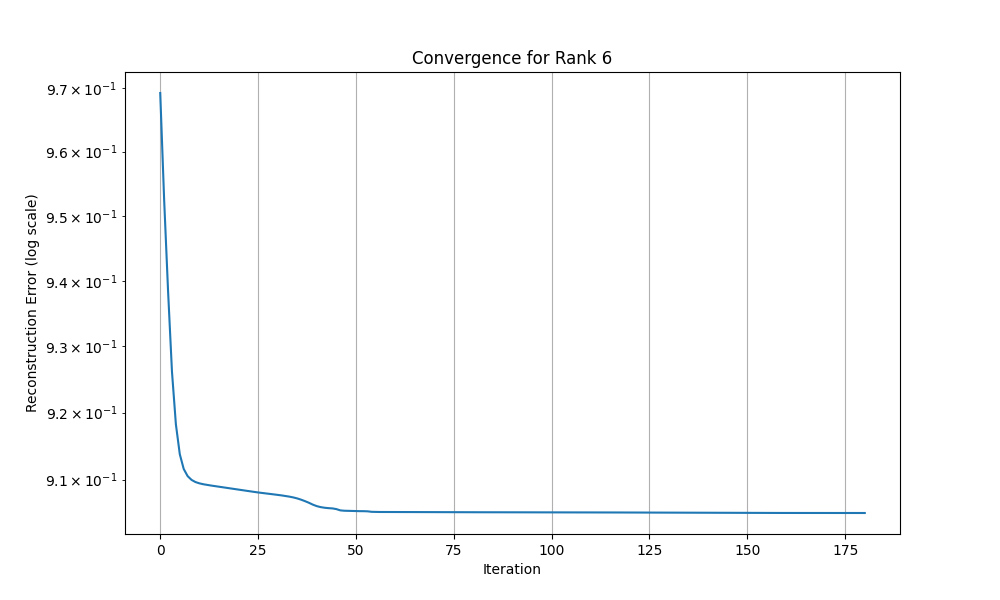 Convergence for Rank 6
Reconstruction Error (log scale)
9.7 × 10⁻¹
9.6 × 10⁻¹
9.5 × 10⁻¹
9.4 × 10⁻¹
9.3 × 10⁻¹
9.2 × 10⁻¹
9.1 × 10⁻¹
0 25 50 75 100 125 150 175
Iteration